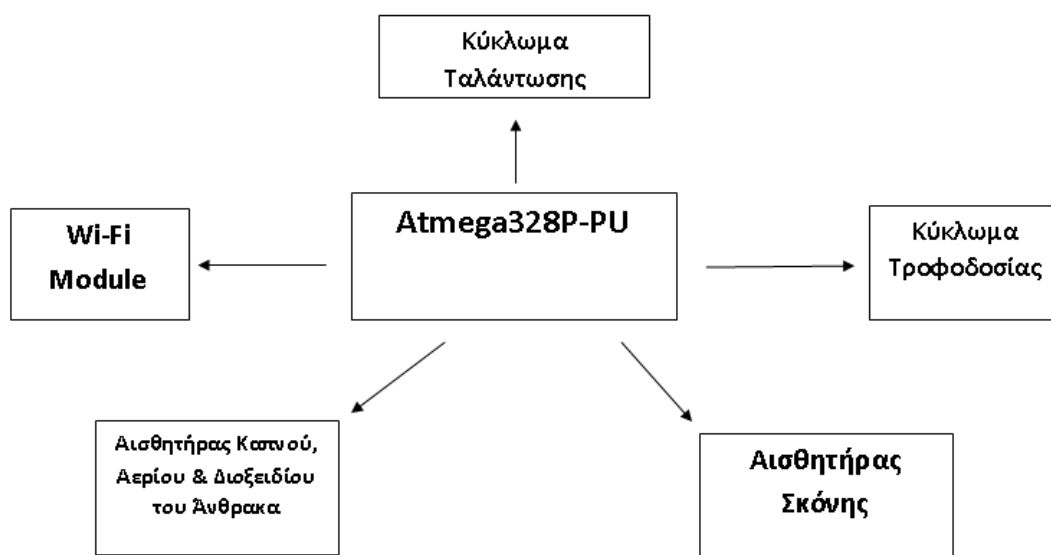 Κύκλωμα
Ταλάντωσης
Atmega328P-PU
Wi-Fi
Module
Κύκλωμα
Τροφοδοσίας
Αισθητήρας Καπνού,
Αερίου & Διοξειδίου
του Άνθρακα
Αισθητήρας
Σκόνης